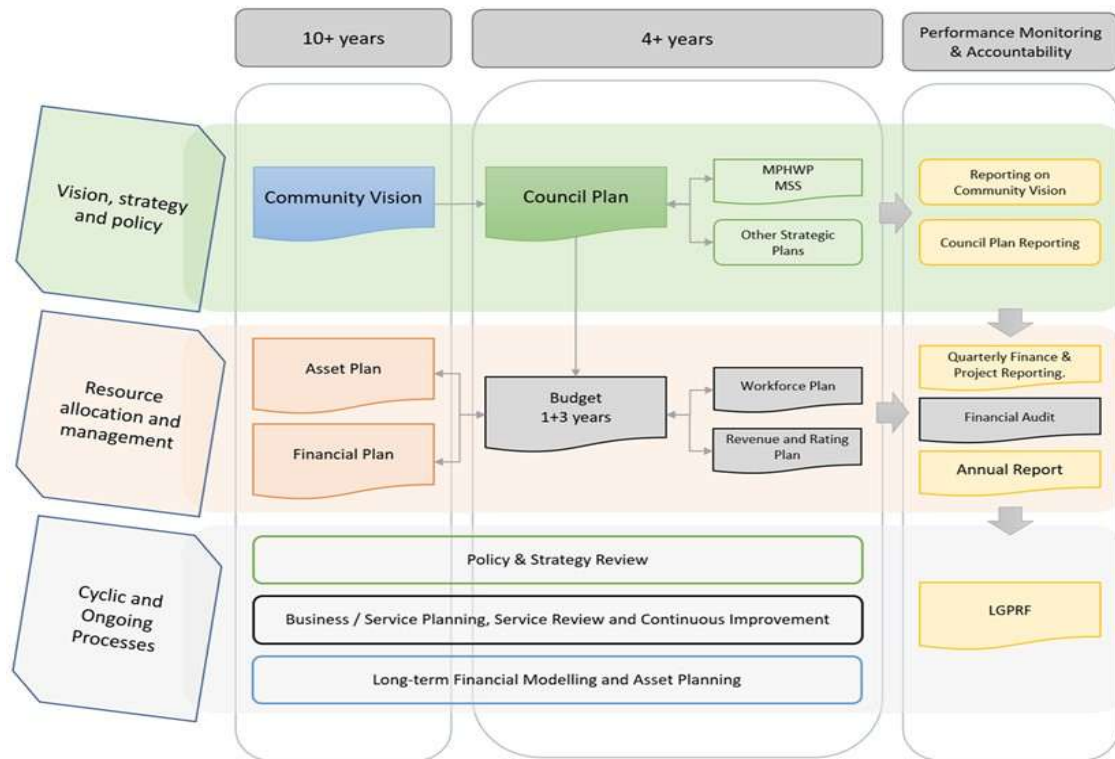 10+ years
4+ years
Performance Monitoring
& Accountability
Vision, strategy
and policy
Community Vision
Council Plan
MPHWP
MSS
Other Strategic
Plans
Reporting on
Community Vision
Council Plan Reporting
Resource
allocation and
management
Asset Plan
Financial Plan
Budget
1+3 years
Workforce Plan
Revenue and Rating
Plan
Quarterly Finance &
Project Reporting.
Financial Audit
Annual Report
Cyclic and
Ongoing
Processes
Policy & Strategy Review
Business / Service Planning, Service Review and Continuous Improvement
Long-term Financial Modelling and Asset Planning
LGPRF